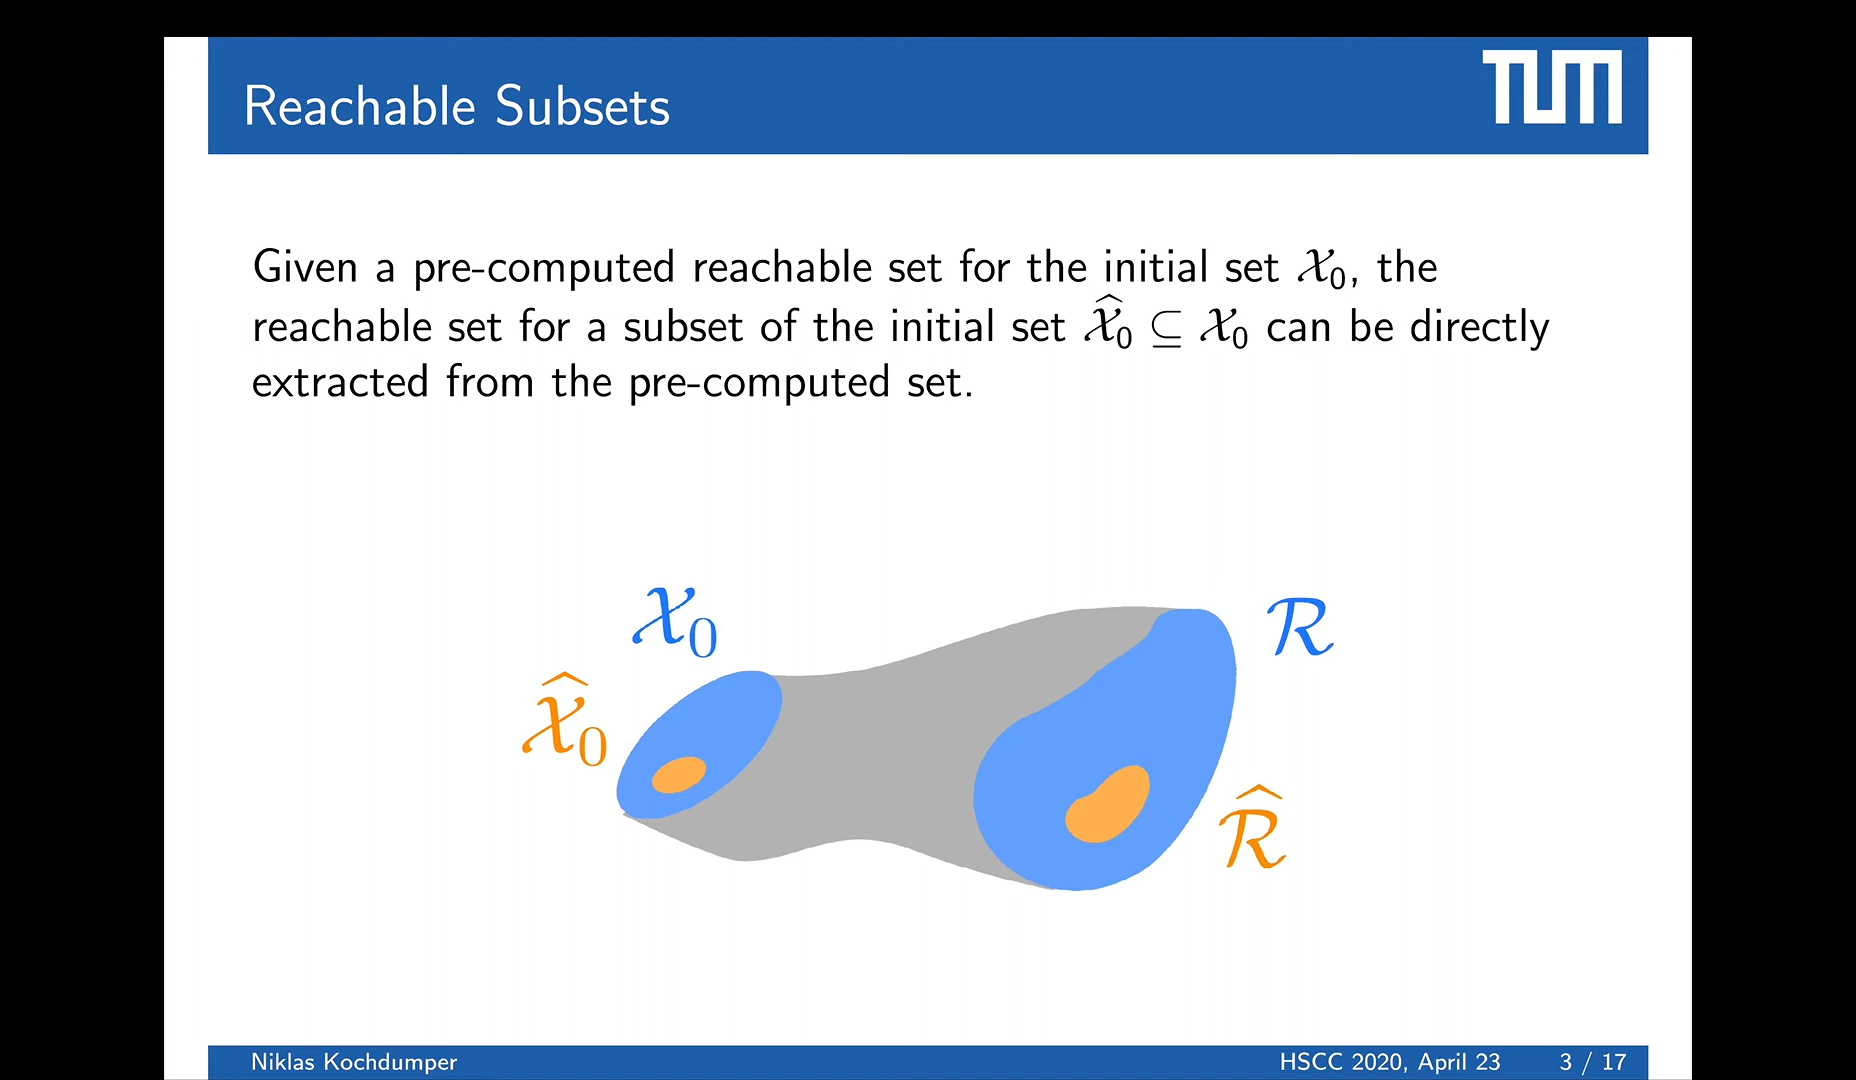 Reachable Subsets
TUM
Given a pre-computed reachable set for the initial set 𝒳₀, the
reachable set for a subset of the initial set 𝒳̂₀ ⊆ 𝒳₀ can be directly
extracted from the pre-computed set.
𝒳₀
ℛ
𝒳̂₀
ℛ̂
Niklas Kochdumper
HSCC 2020, April 23
3 / 17